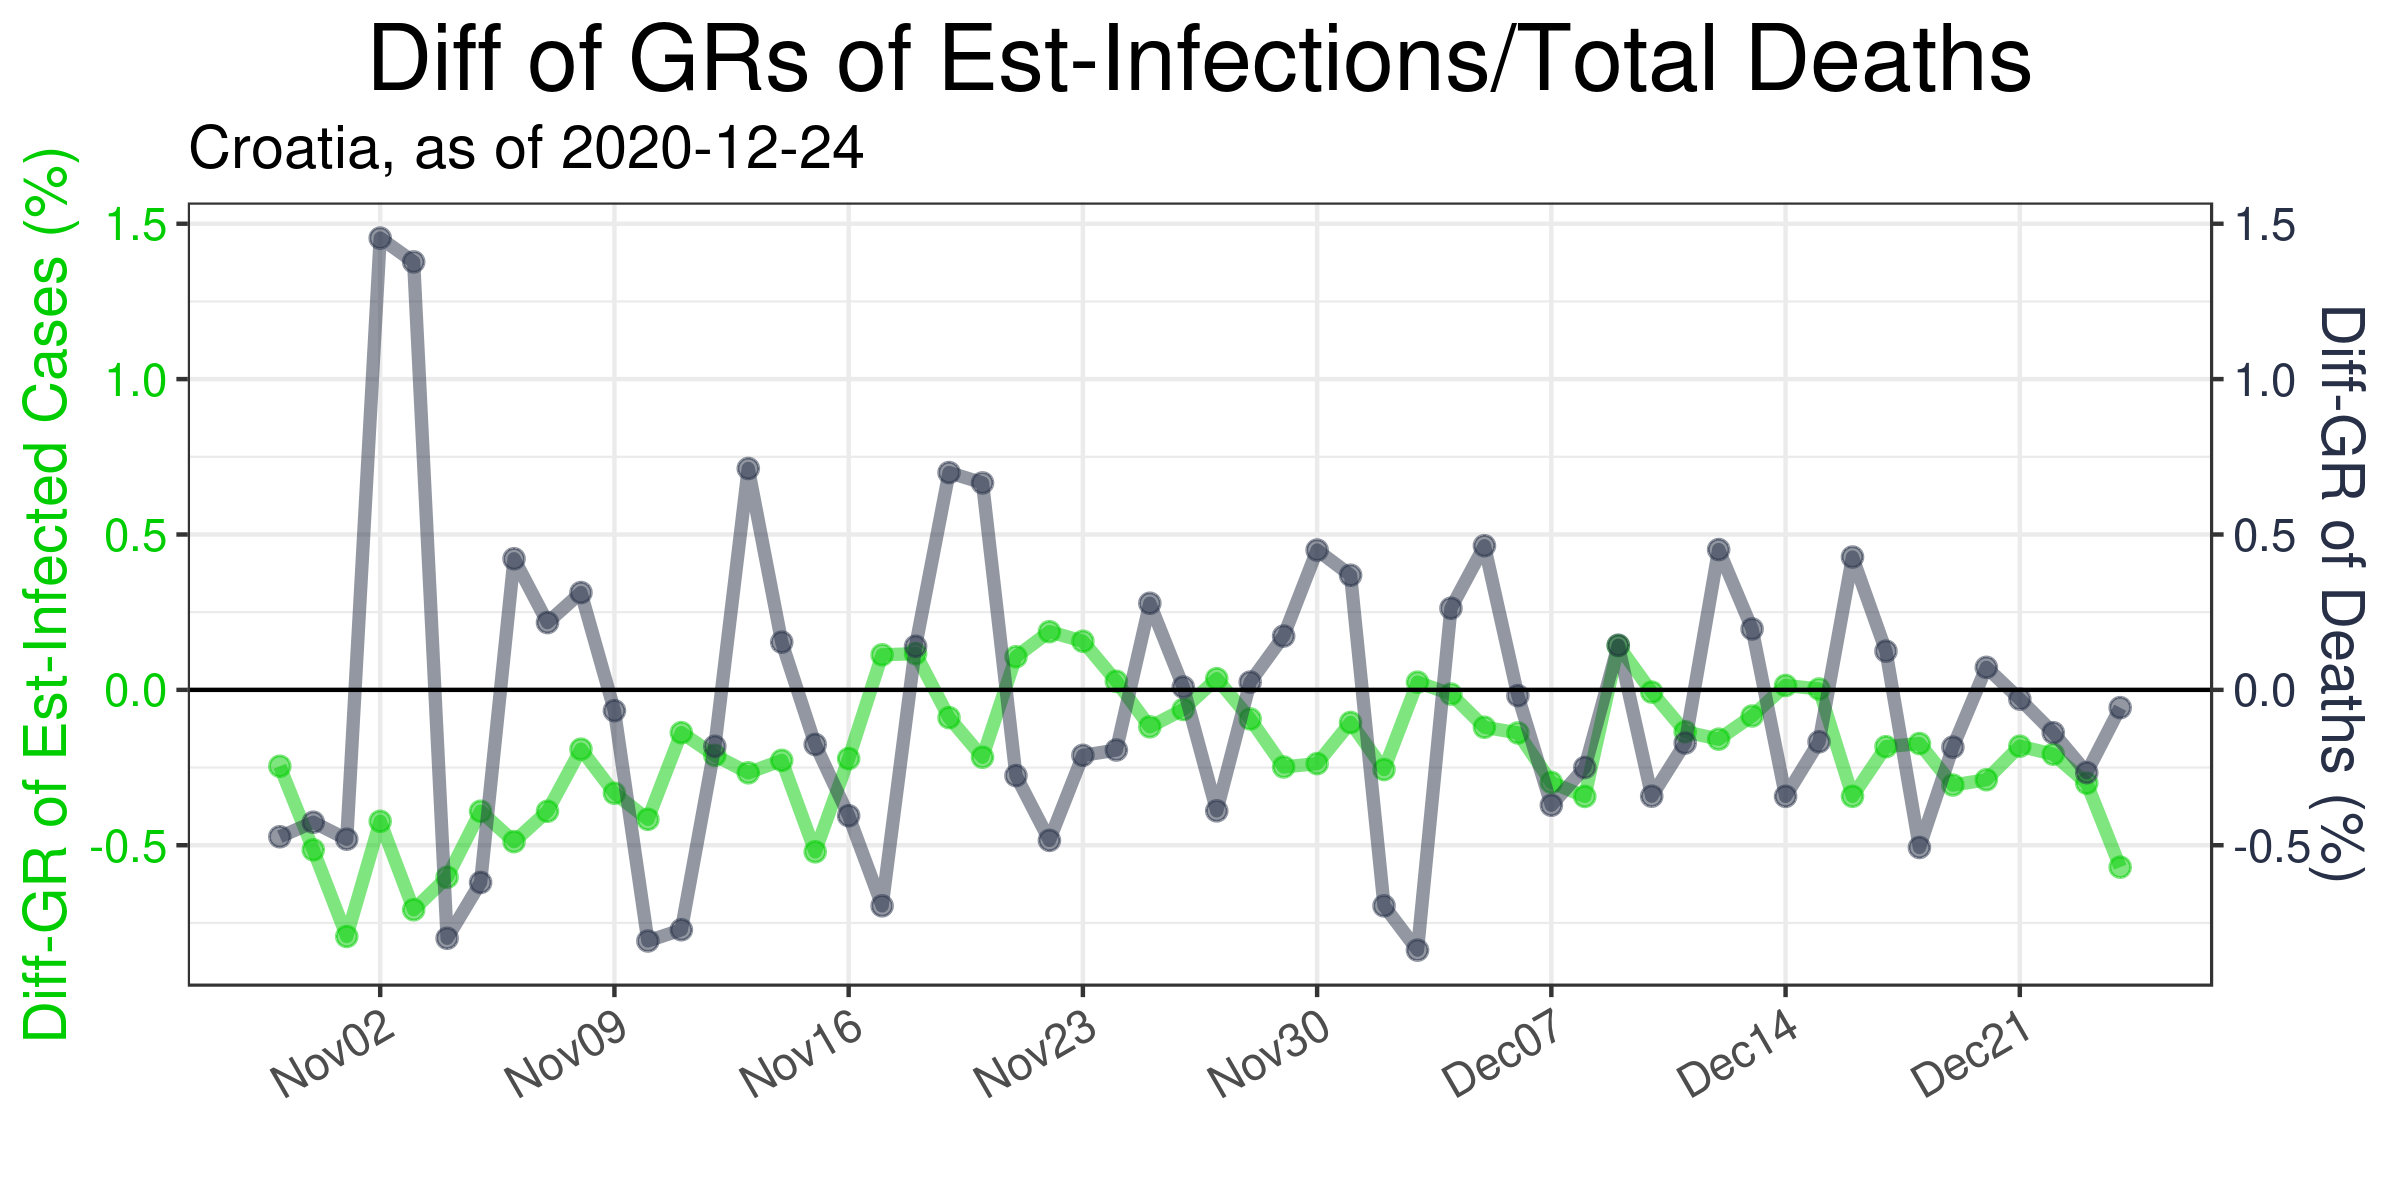 Diff of GRs of Est-Infections/Total Deaths
Croatia, as of 2020-12-24
Diff-GR of Est-Infected Cases (%)
1.5
1.0
0.5
0.0
-0.5
1.5
1.0
0.5
0.0
-0.5
Diff-GR of Deaths (%)
Nov02
Nov09
Nov16
Nov23
Nov30
Dec07
Dec14
Dec21